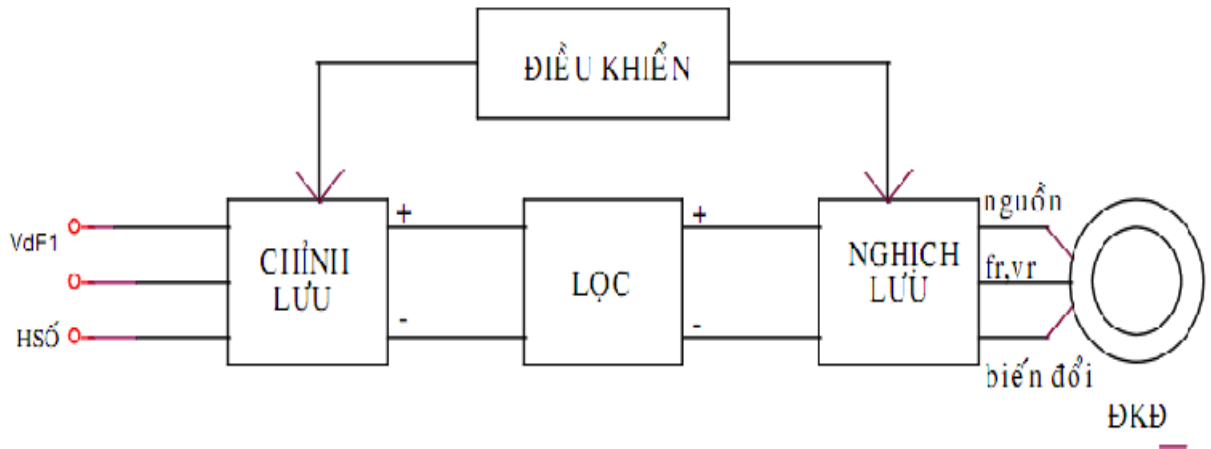 ĐIỀU KHIỂN
VdF1
HSỐ
CHỈNH
LƯU
+
-
LỌC
+
-
NGHỊCH
LƯU
nguồn
fr,vr
biến đổi
ĐKĐ